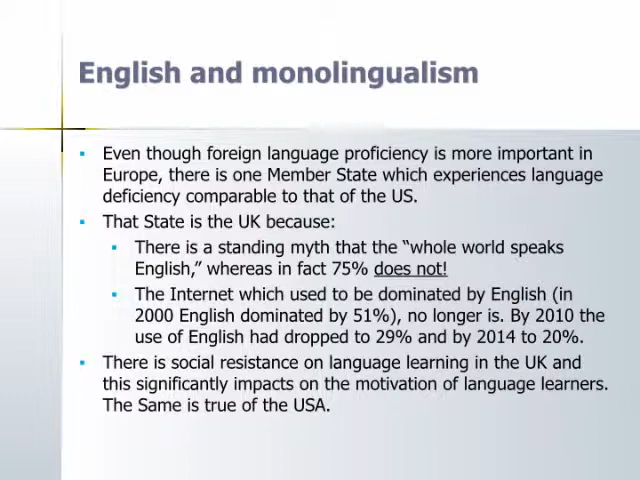 English and monolingualism
▪ Even though foreign language proficiency is more important in
Europe, there is one Member State which experiences language
deficiency comparable to that of the US.
▪ That State is the UK because:
▪ There is a standing myth that the “whole world speaks
English,” whereas in fact 75% does not!
▪ The Internet which used to be dominated by English (in
2000 English dominated by 51%), no longer is. By 2010 the
use of English had dropped to 29% and by 2014 to 20%.
▪ There is social resistance on language learning in the UK and
this significantly impacts on the motivation of language learners.
The Same is true of the USA.